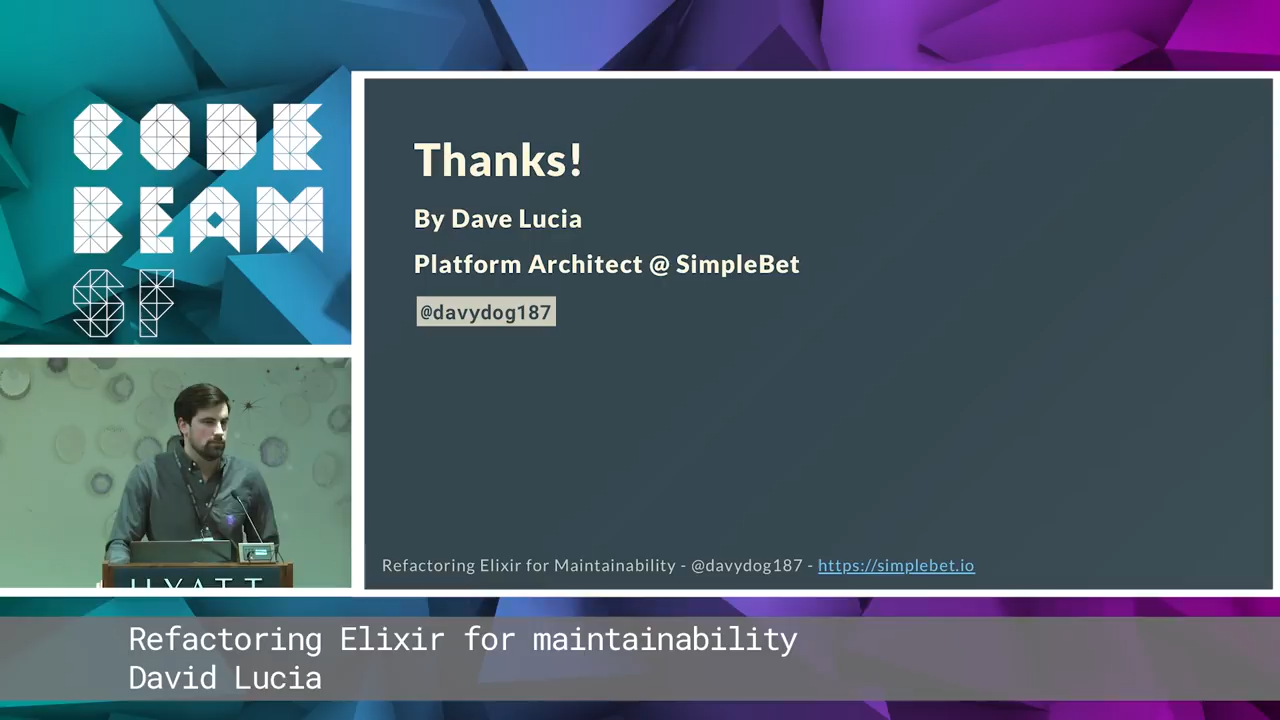 CODE
BEAM
SF
Thanks!
By Dave Lucia
Platform Architect @ SimpleBet
@davydog187
Refactoring Elixir for Maintainability - @davydog187 - https://simplebet.io
HYATT
Refactoring Elixir for maintainability
David Lucia